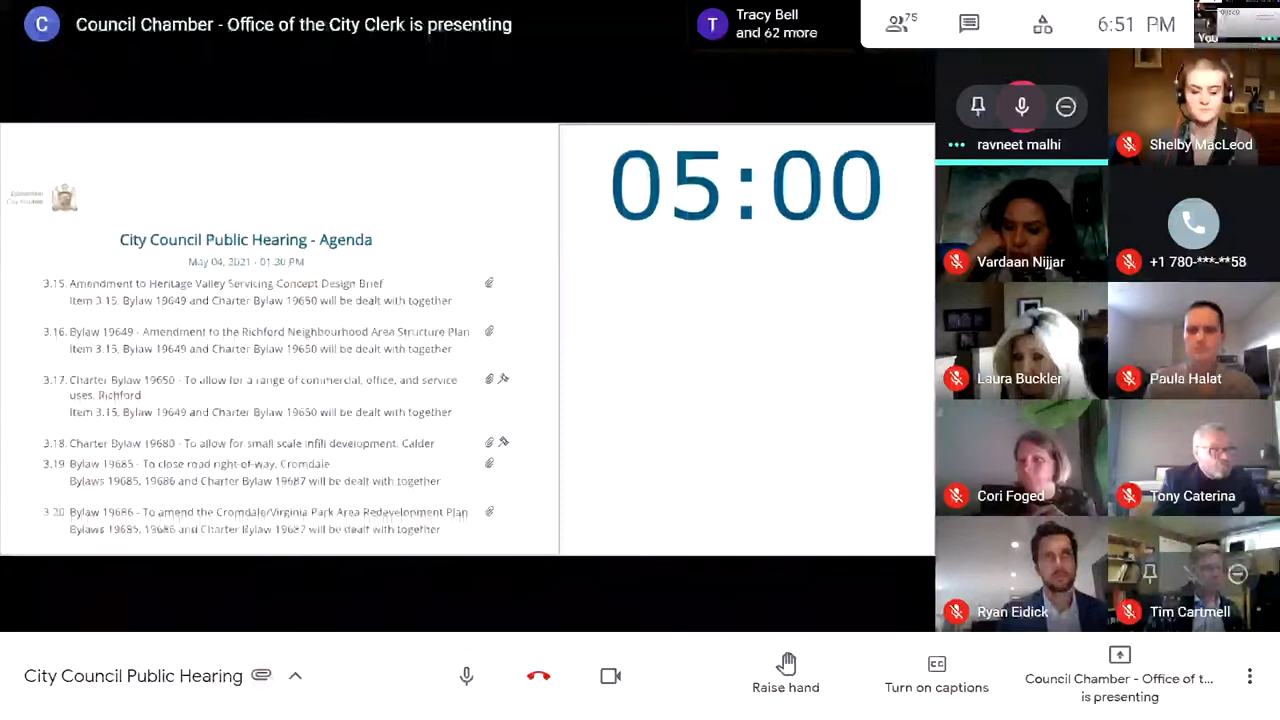 C Council Chamber - Office of the City Clerk is presenting
T Tracy Bell
and 62 more
75
6:51 PM
You
City Council Public Hearing - Agenda
May 04, 2021 - 01:30 PM
3.15. Amendment to Heritage Valley Servicing Concept Design Brief
Item 3.15, Bylaw 19649 and Charter Bylaw 19650 will be dealt with together
3.16. Bylaw 19649 - Amendment to the Richford Neighbourhood Area Structure Plan
Item 3.15, Bylaw 19649 and Charter Bylaw 19650 will be dealt with together
3.17. Charter Bylaw 19650 - To allow for a range of commercial, office, and service
uses, Richford
Item 3.15, Bylaw 19649 and Charter Bylaw 19650 will be dealt with together
3.18. Charter Bylaw 19680 - To allow for small scale infill development, Calder
3.19 Bylaw 19685 - To close road right-of-way, Cromdale
Bylaws 19685, 19686 and Charter Bylaw 19687 will be dealt with together
3.20 Bylaw 19686 - To amend the Cromdale/Virginia Park Area Redevelopment Plan
Bylaws 19685, 19686 and Charter Bylaw 19687 will be dealt with together
05:00
ravneet malhi
Shelby MacLeod
Vardaan Nijjar
+1 780-***-**58
Laura Buckler
Paula Halat
Cori Foged
Tony Caterina
Ryan Eidick
Tim Cartmell
City Council Public Hearing
Raise hand
Turn on captions
Council Chamber - Office of t...
is presenting